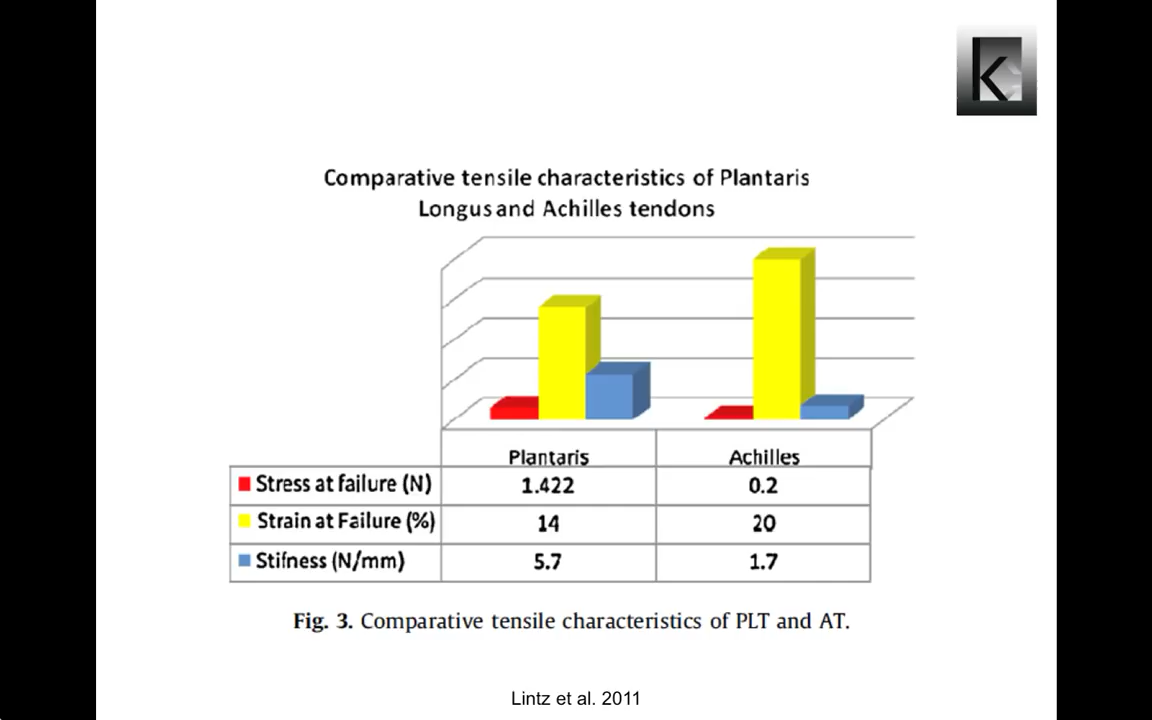 Comparative tensile characteristics of Plantaris
Longus and Achilles tendons
Plantaris Achilles
Stress at failure (N) 1.422 0.2
Strain at Failure (%) 14 20
Stifness (N/mm) 5.7 1.7
Fig. 3. Comparative tensile characteristics of PLT and AT.
Lintz et al. 2011